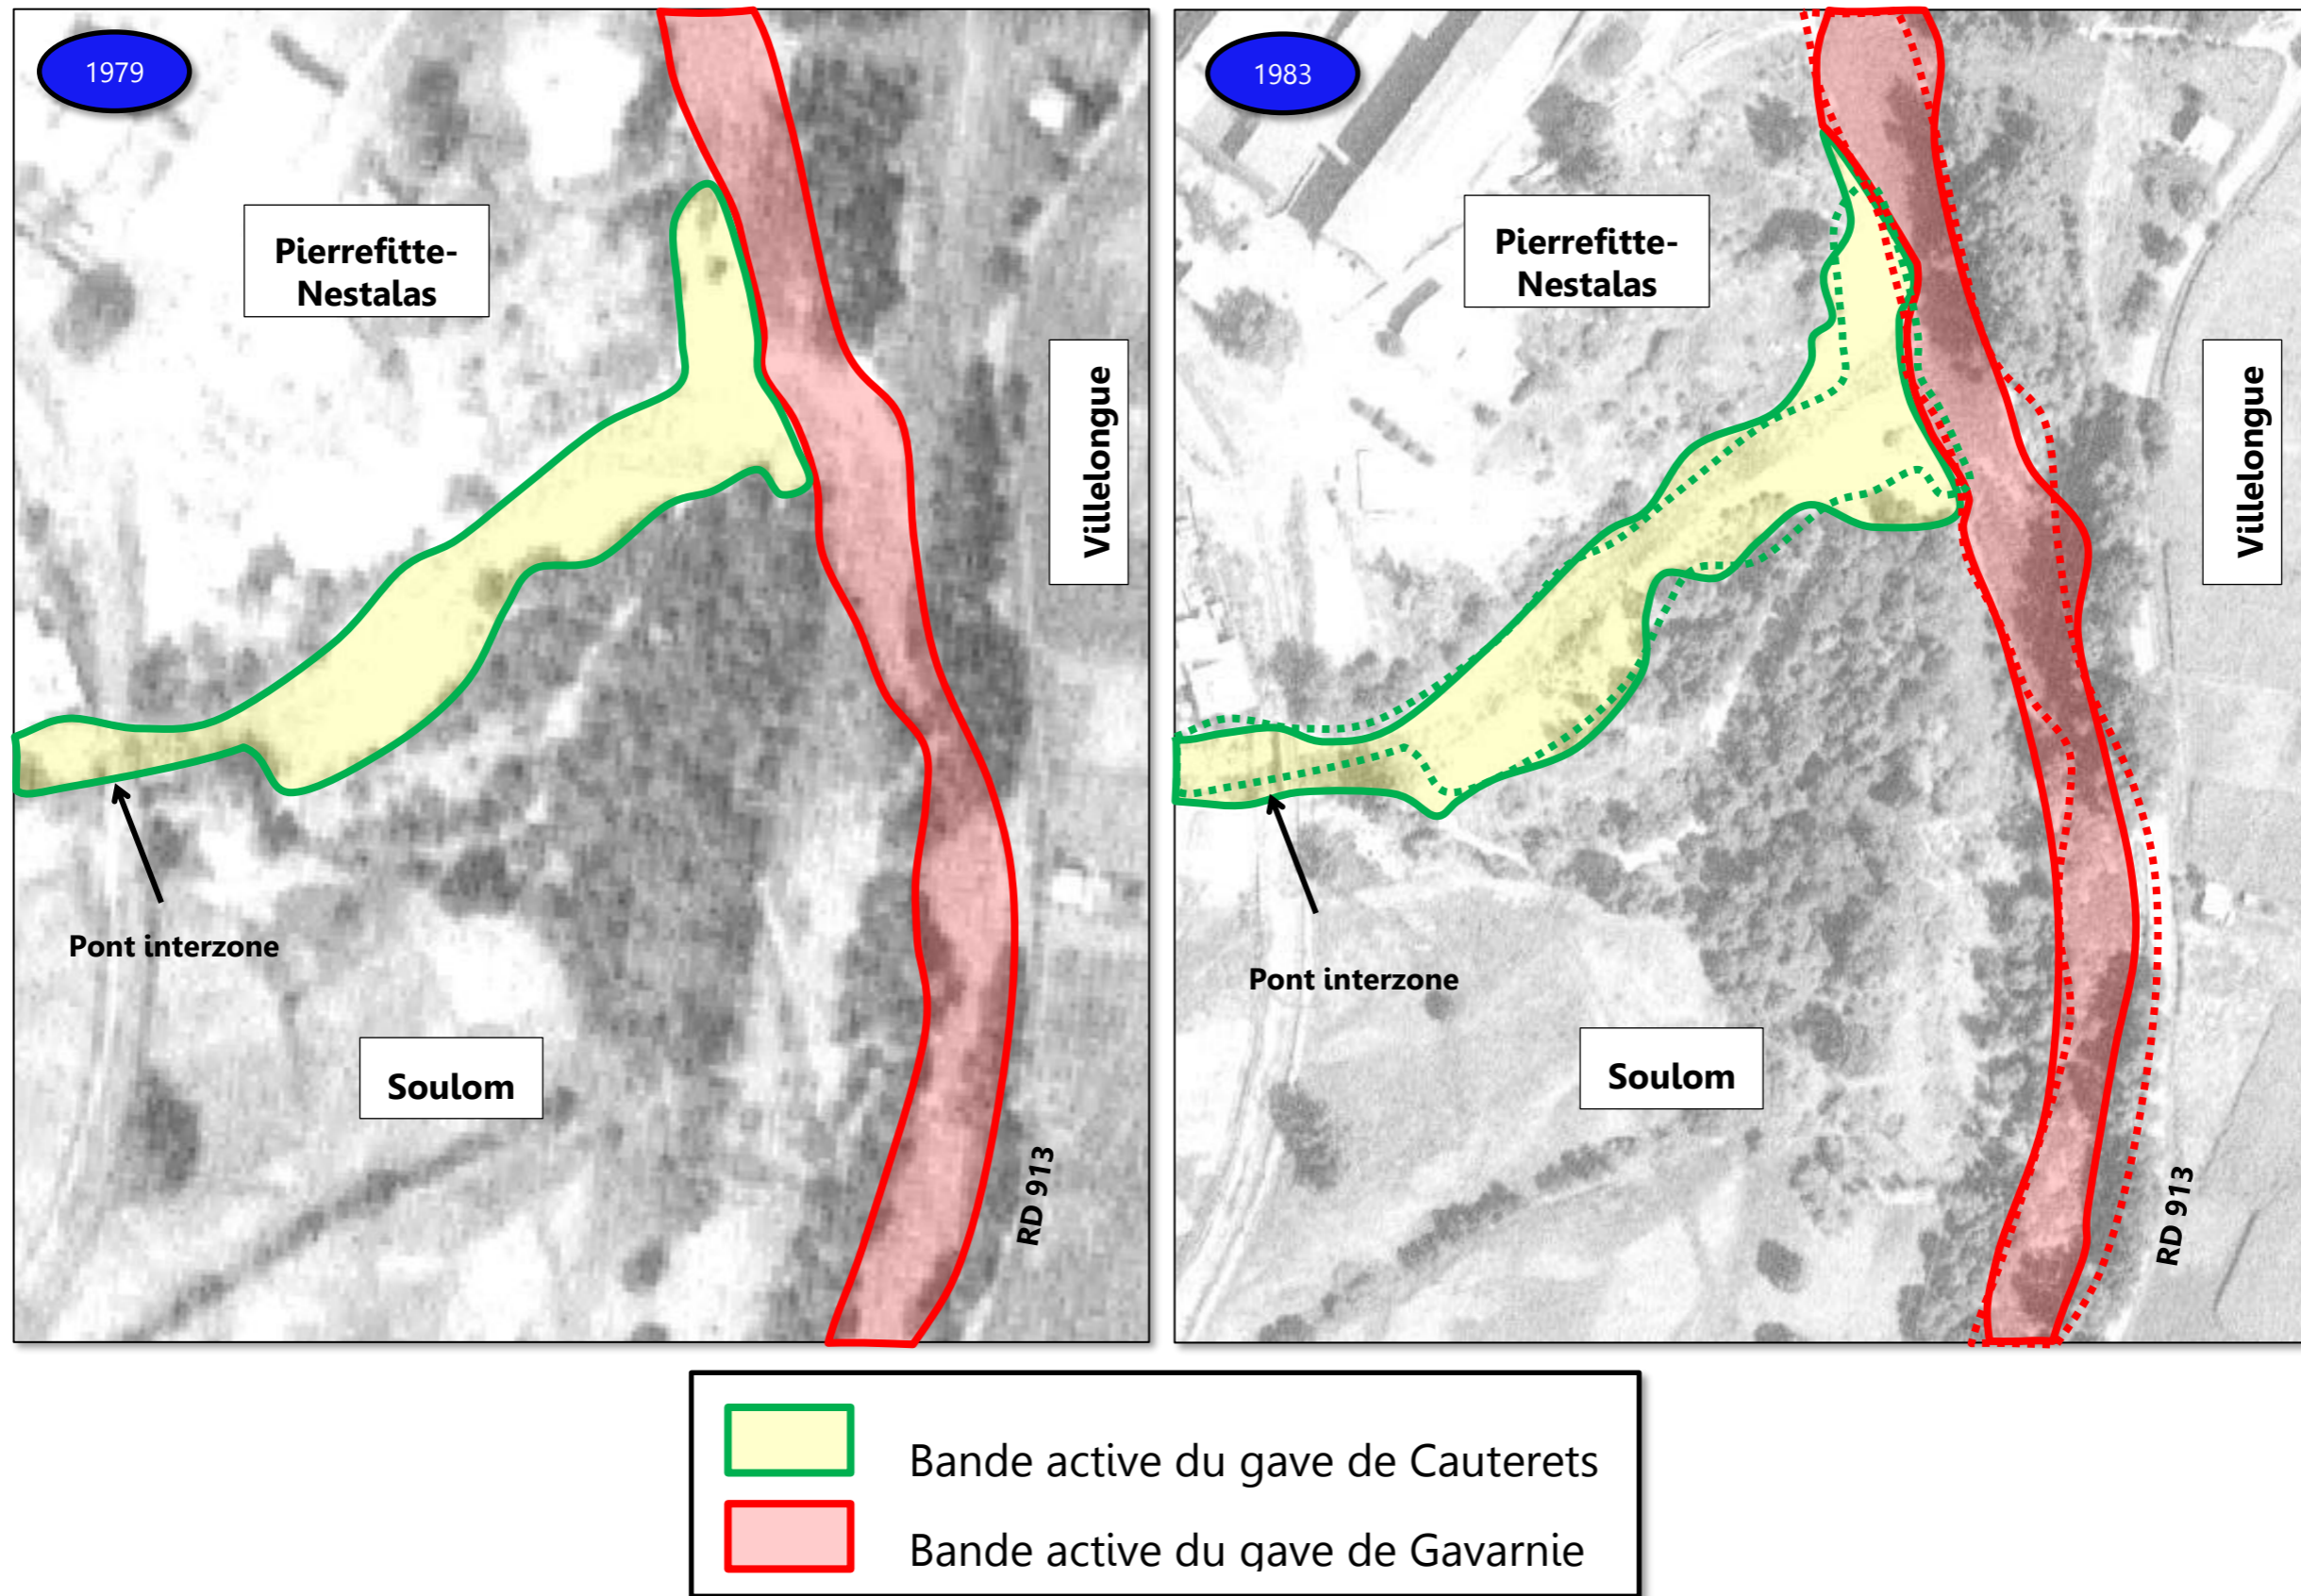 1979
Pierrefitte-
Nestalas
Villelongue
Pont interzone
Soulom
RD 913
1983
Pierrefitte-
Nestalas
Villelongue
Pont interzone
Soulom
RD 913
Bande active du gave de Cauterets
Bande active du gave de Gavarnie